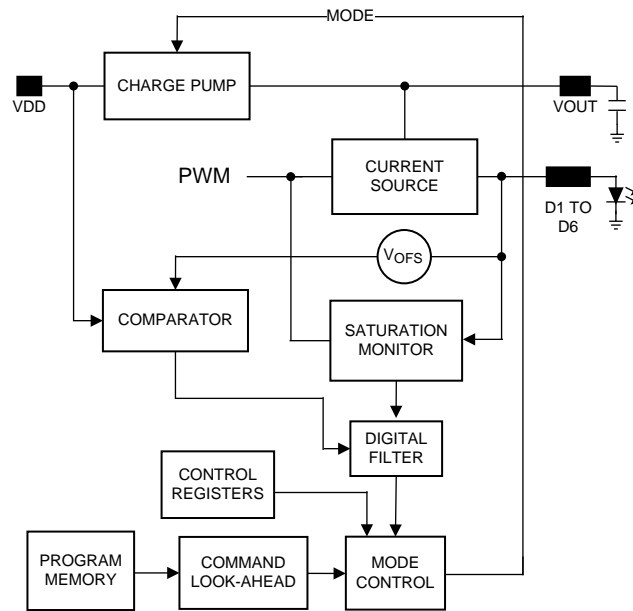 MODE
CHARGE PUMP
VDD
VOUT
PWM
CURRENT
SOURCE
D1 TO
D6
VOFS
COMPARATOR
SATURATION
MONITOR
DIGITAL
FILTER
CONTROL
REGISTERS
PROGRAM
MEMORY
COMMAND
LOOK-AHEAD
MODE
CONTROL